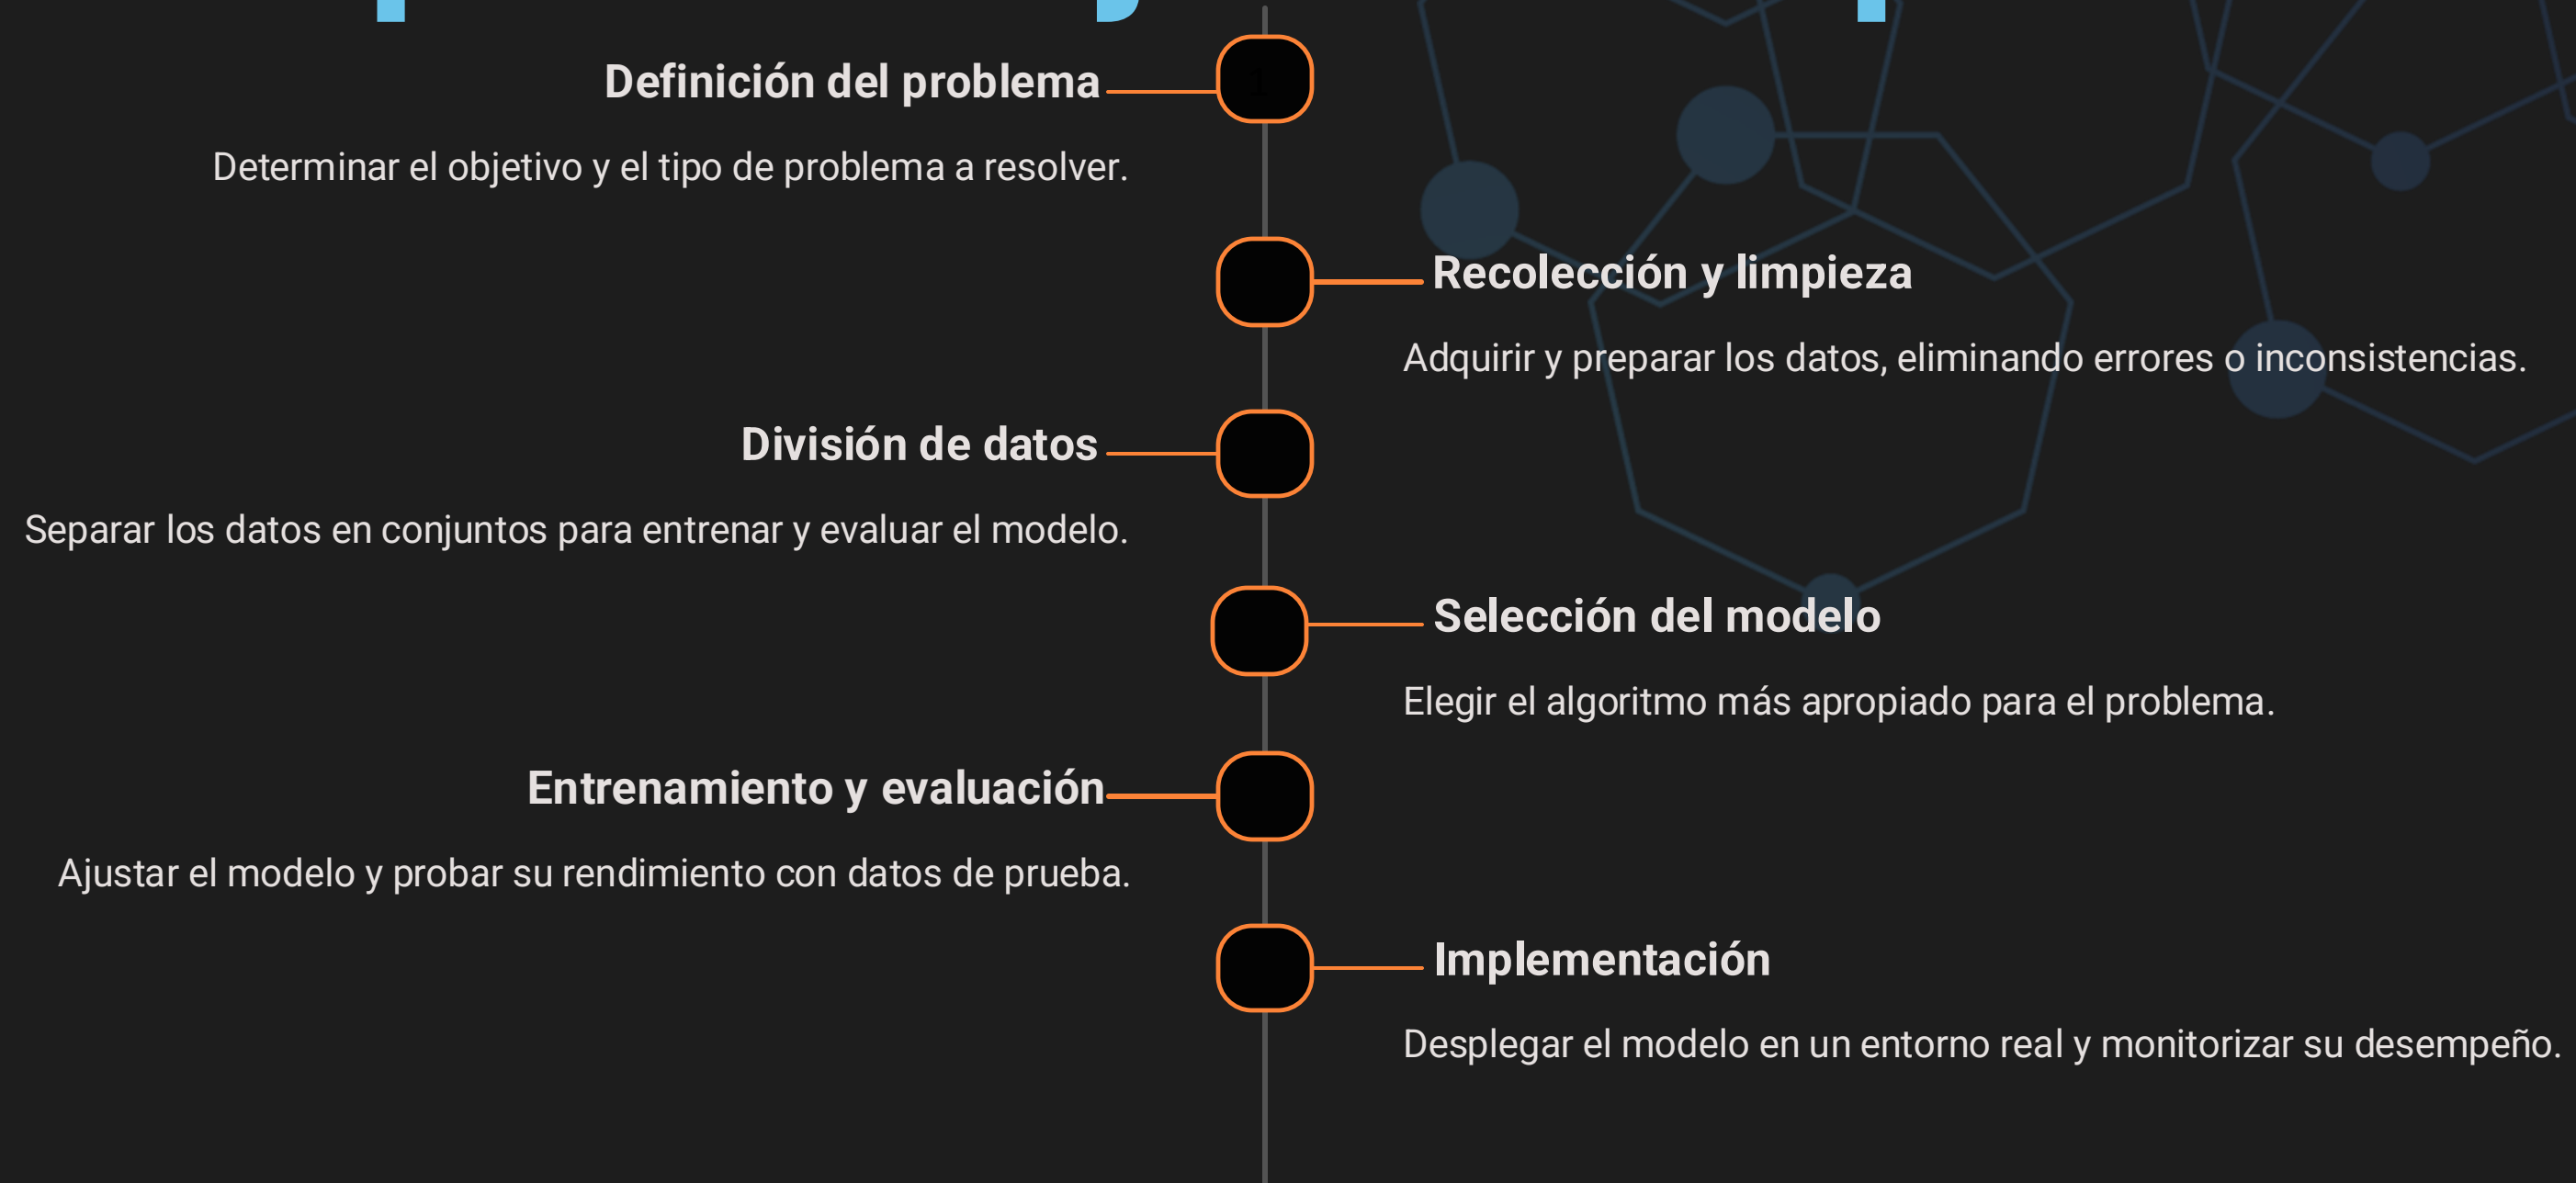 Definición del problema
1
Determinar el objetivo y el tipo de problema a resolver.
Recolección y limpieza
Adquirir y preparar los datos, eliminando errores o inconsistencias.
División de datos
Separar los datos en conjuntos para entrenar y evaluar el modelo.
Selección del modelo
Elegir el algoritmo más apropiado para el problema.
Entrenamiento y evaluación
Ajustar el modelo y probar su rendimiento con datos de prueba.
Implementación
Desplegar el modelo en un entorno real y monitorizar su desempeño.